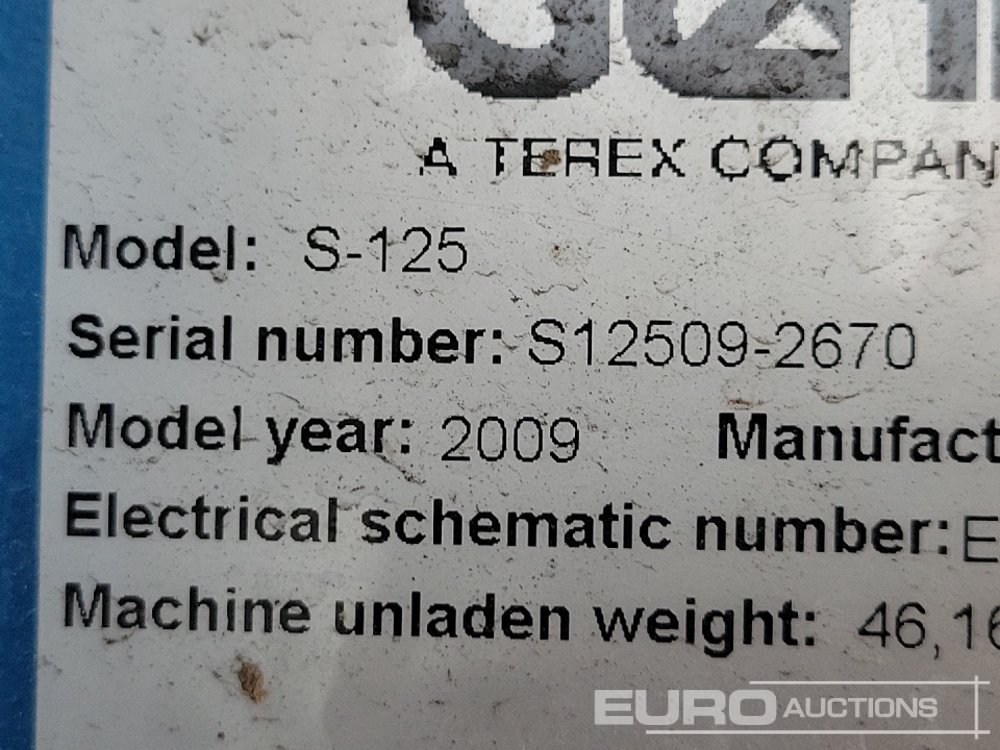 A TEREX COMPAN
Model: S-125
Serial number: S12509-2670
Model year: 2009 Manufact
Electrical schematic number: E
Machine unladen weight: 46,16
EURO AUCTIONS